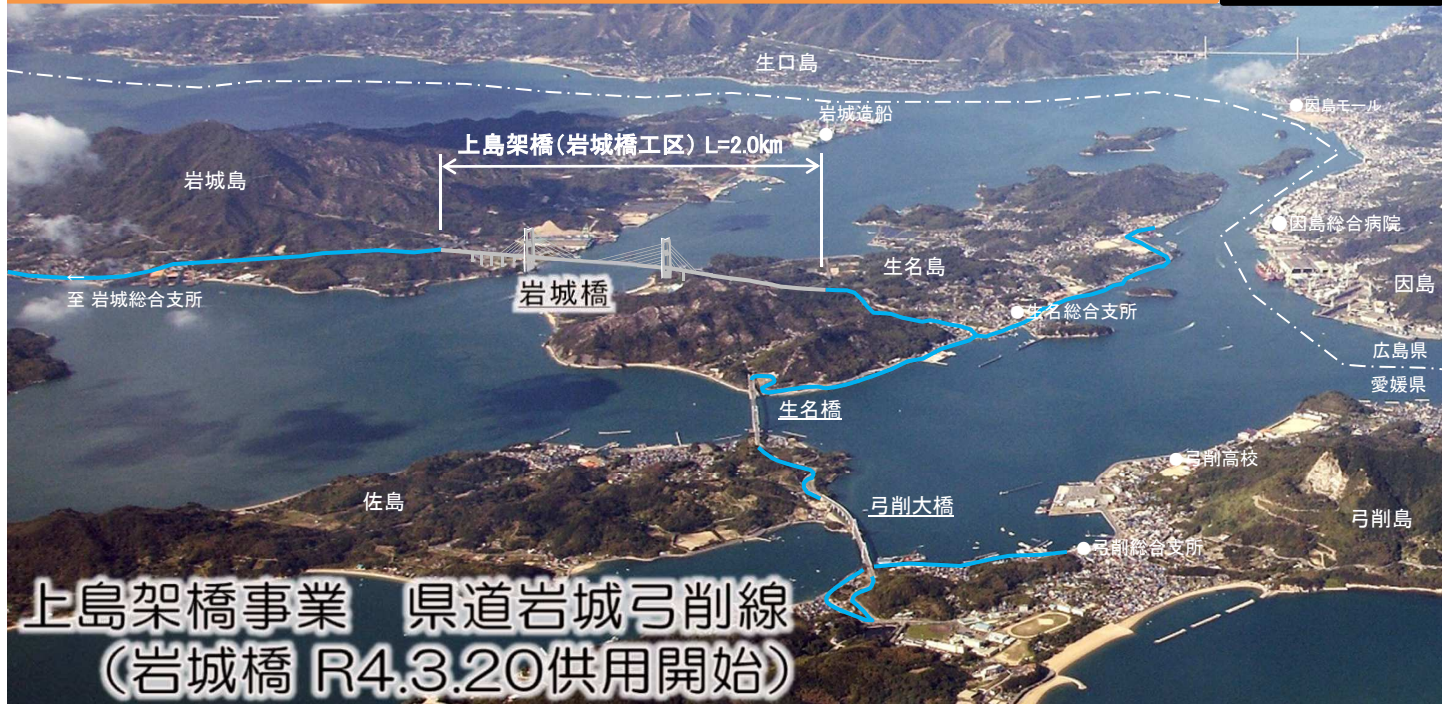 生口島
因島モール
岩城造船
上島架橋(岩城橋工区) L=2.0km
岩城島
因島総合病院
生名島
因島
←
至 岩城総合支所
岩城橋
生名総合支所
広島県
愛媛県
生名橋
弓削高校
佐島
弓削大橋
弓削島
弓削総合支所
上島架橋事業 県道岩城弓削線
(岩城橋 R4.3.20供用開始)